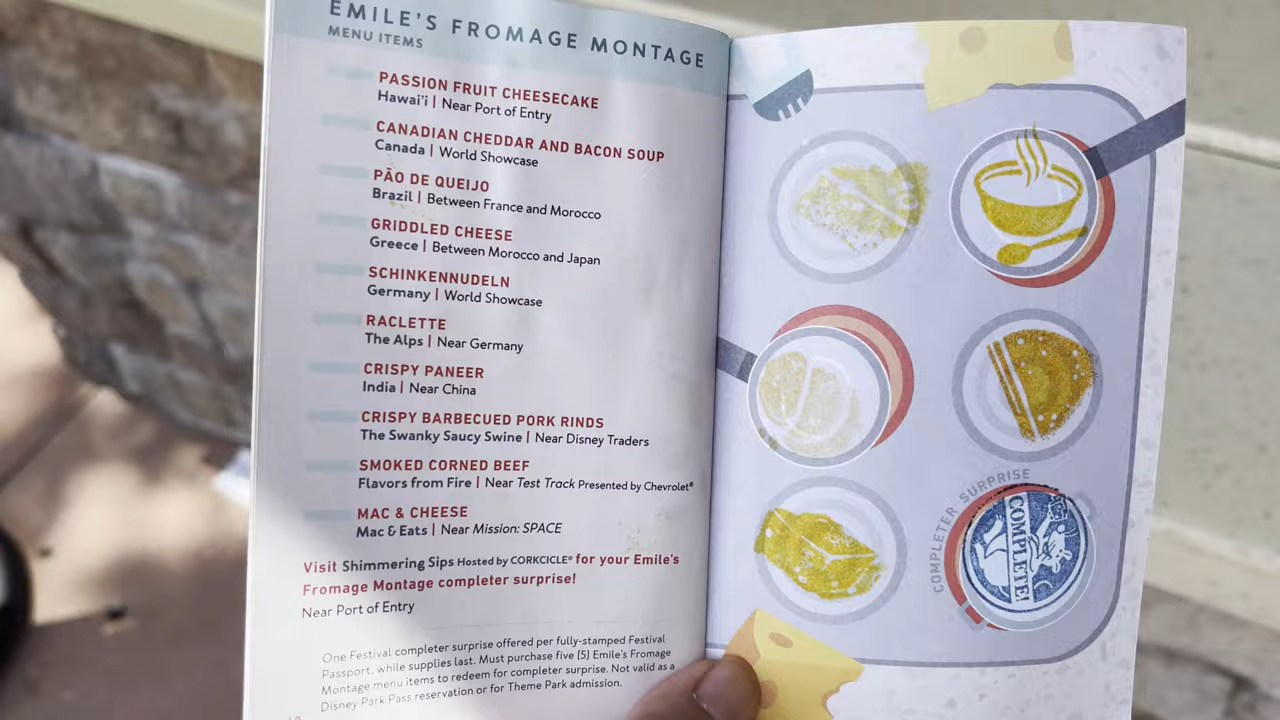 EMILE'S FROMAGE MONTAGE
MENU ITEMS
PASSION FRUIT CHEESECAKE
Hawai'i | Near Port of Entry
CANADIAN CHEDDAR AND BACON SOUP
Canada | World Showcase
PÃO DE QUEIJO
Brazil | Between France and Morocco
GRIDDLED CHEESE
Greece | Between Morocco and Japan
SCHINKENNUDELN
Germany | World Showcase
RACLETTE
The Alps | Near Germany
CRISPY PANEER
India | Near China
CRISPY BARBECUED PORK RINDS
The Swanky Saucy Swine | Near Disney Traders
SMOKED CORNED BEEF
Flavors from Fire | Near Test Track Presented by Chevrolet®
MAC & CHEESE
Mac & Eats | Near Mission: SPACE
Visit Shimmering Sips Hosted by CORKCICLE® for your Emile's
Fromage Montage completer surprise!
Near Port of Entry
One Festival completer surprise offered per fully-stamped Festival
Passport, while supplies last. Must purchase five (5) Emile's Fromage
Montage menu items to redeem for completer surprise. Not valid as a
Disney Park Pass reservation or for Theme Park admission.
COMPLETER SURPRISE
COMPLETE!